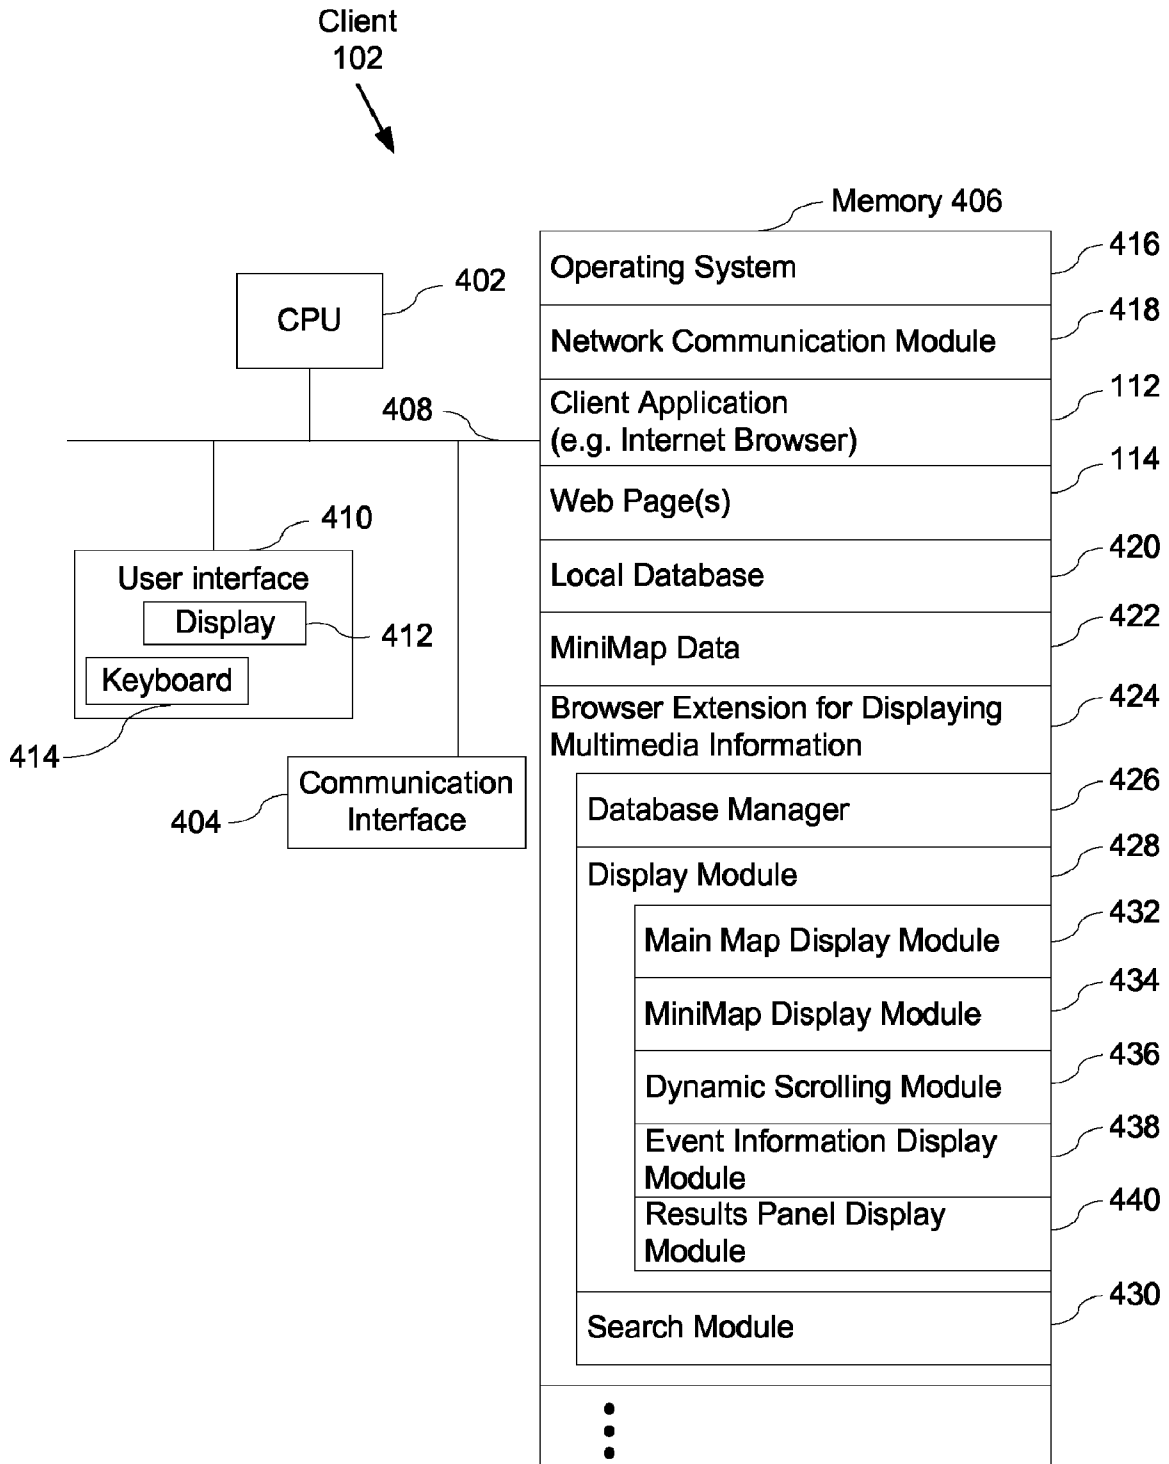 Client
102
Memory 406
Operating System
416
402
CPU
Network Communication Module
418
408
Client Application
(e.g. Internet Browser)
112
Web Page(s)
114
410
User interface
Display
412
Keyboard
414
Local Database
420
MiniMap Data
422
Browser Extension for Displaying
Multimedia Information
424
Communication
Interface
404
Database Manager
426
Display Module
428
Main Map Display Module
432
MiniMap Display Module
434
Dynamic Scrolling Module
436
Event Information Display
Module
438
Results Panel Display
Module
440
Search Module
430